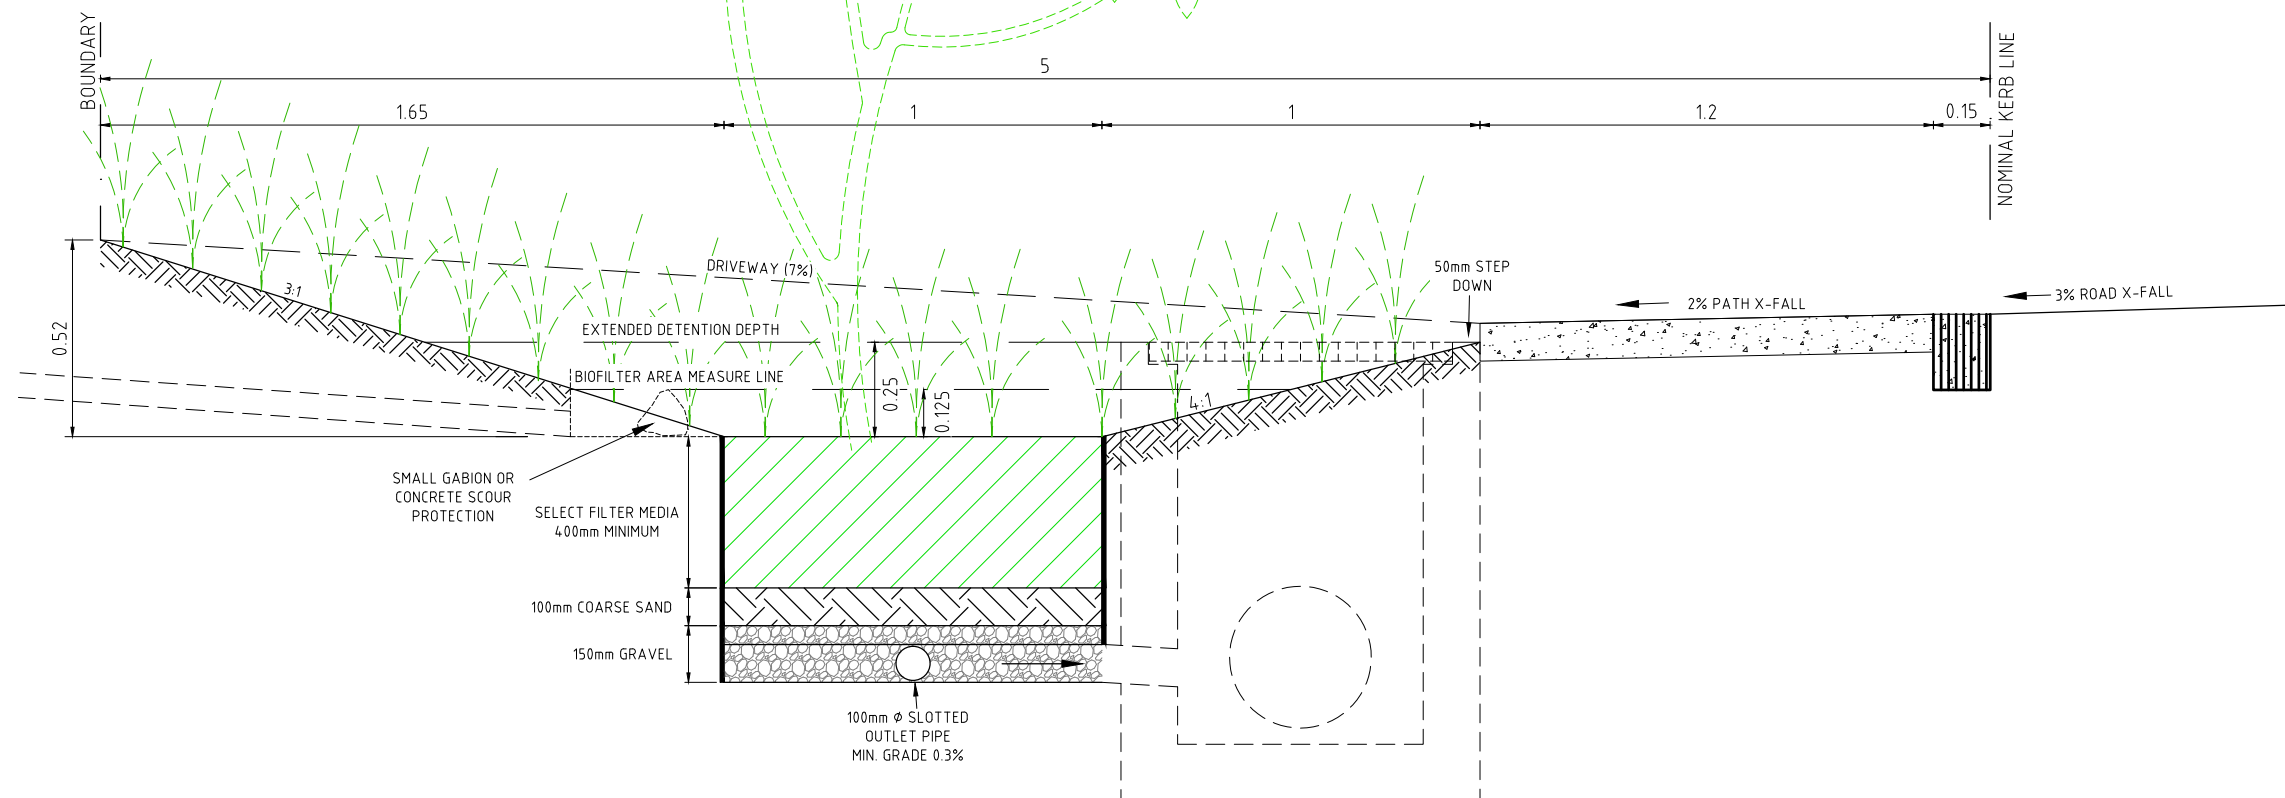 BOUNDARY
5
NOMINAL KERB LINE
1.65
1
1
1.2
0.15
DRIVEWAY (7%)
50mm STEP
DOWN
2% PATH X-FALL
3% ROAD X-FALL
3:1
0.52
EXTENDED DETENTION DEPTH
BIOFILTER AREA MEASURE LINE
0.25
0.125
4:1
SMALL GABION OR
CONCRETE SCOUR
PROTECTION
SELECT FILTER MEDIA
400mm MINIMUM
100mm COARSE SAND
150mm GRAVEL
100mm Ø SLOTTED
OUTLET PIPE
MIN. GRADE 0.3%